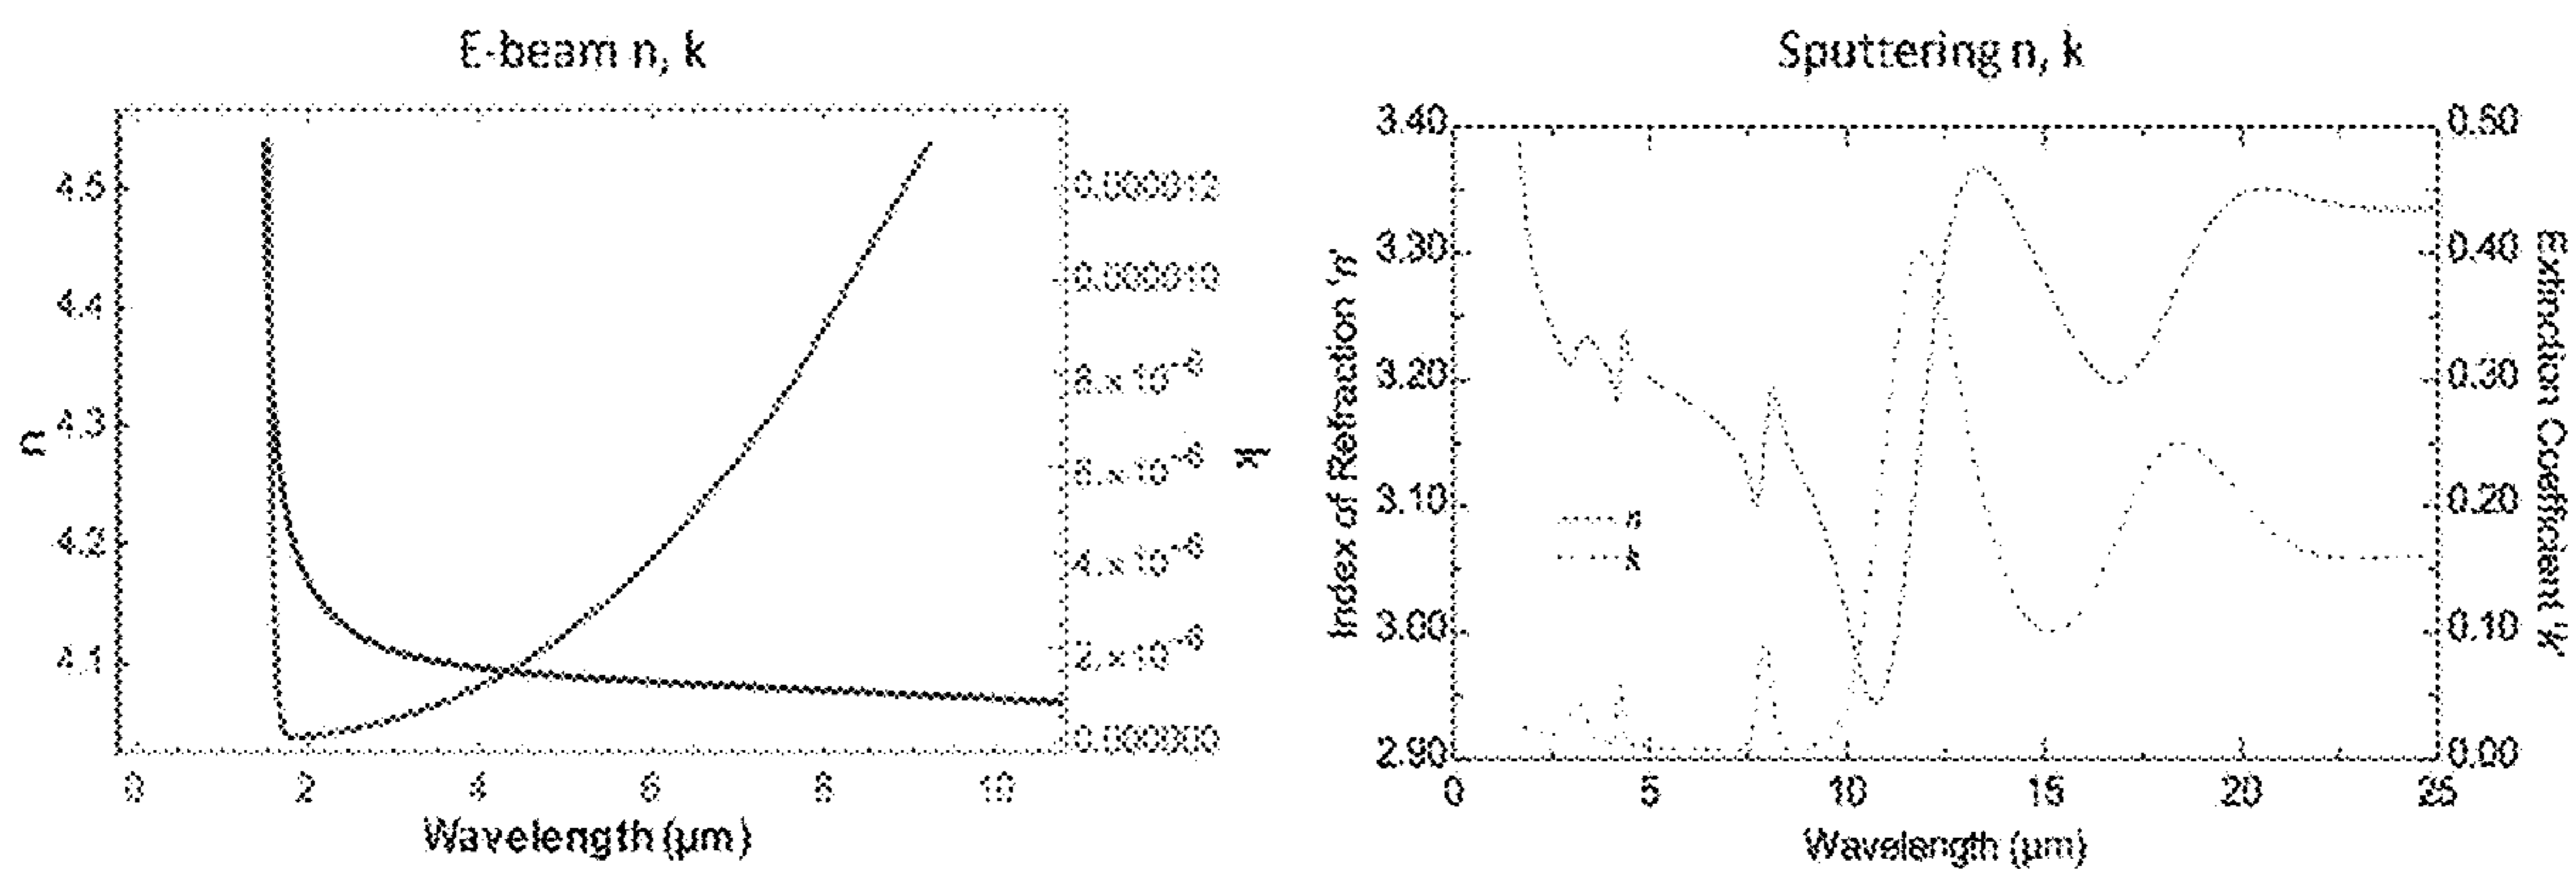 E-beam n, k
4.5
4.4
4.3
4.2
4.1
n
0.000012
0.000010
8.×10⁻⁶
6.×10⁻⁶
4.×10⁻⁶
2.×10⁻⁶
0.000000
k
0 2 4 6 8 10
Wavelength (µm)
Sputtering n, k
3.40
3.30
3.20
3.10
3.00
2.90
Index of Refraction 'n'
n
k
0.50
0.40
0.30
0.20
0.10
0.00
Extinction Coefficient 'k'
0 5 10 15 20 25
Wavelength (µm)